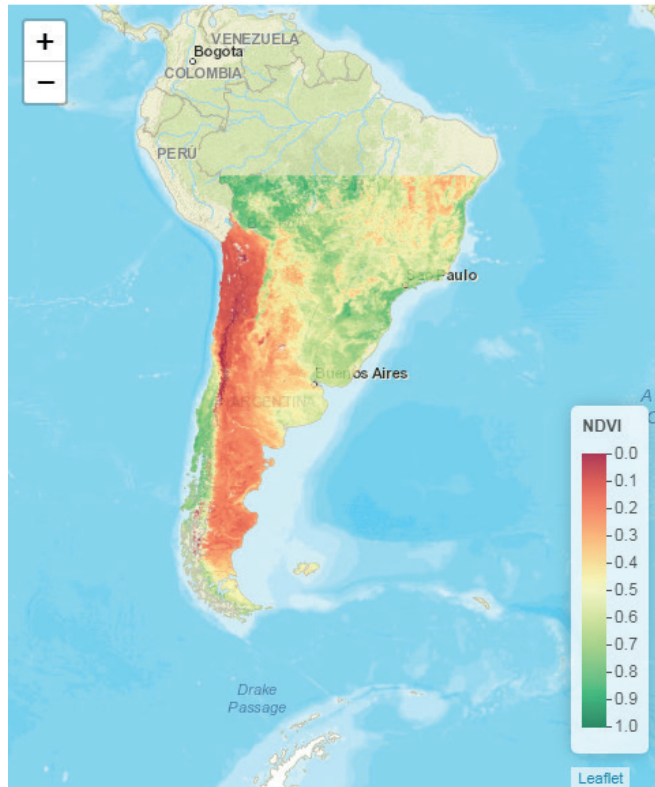 +
−
VENEZUELA
Bogota
COLOMBIA
PERÚ
Sao Paulo
Buenos Aires
ARGENTINA
A
NDVI
0.0
0.1
0.2
0.3
0.4
0.5
0.6
0.7
0.8
0.9
1.0
Drake
Passage
Leaflet